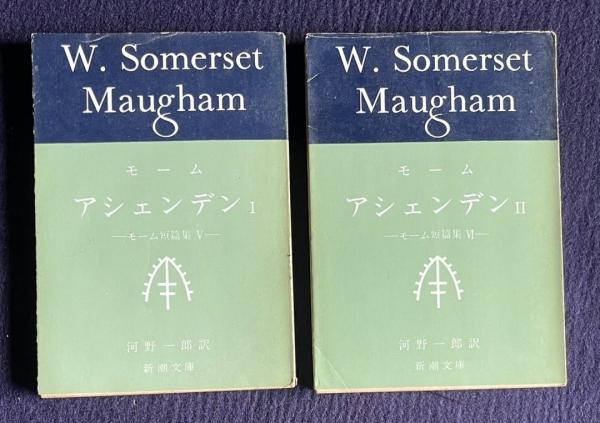 W. Somerset
Maugham
モーム
アシェンデン I
―モーム短篇集 V―
河野一郎訳
新潮文庫
W. Somerset
Maugham
モーム
アシェンデン II
―モーム短篇集 VI―
河野一郎訳
新潮文庫